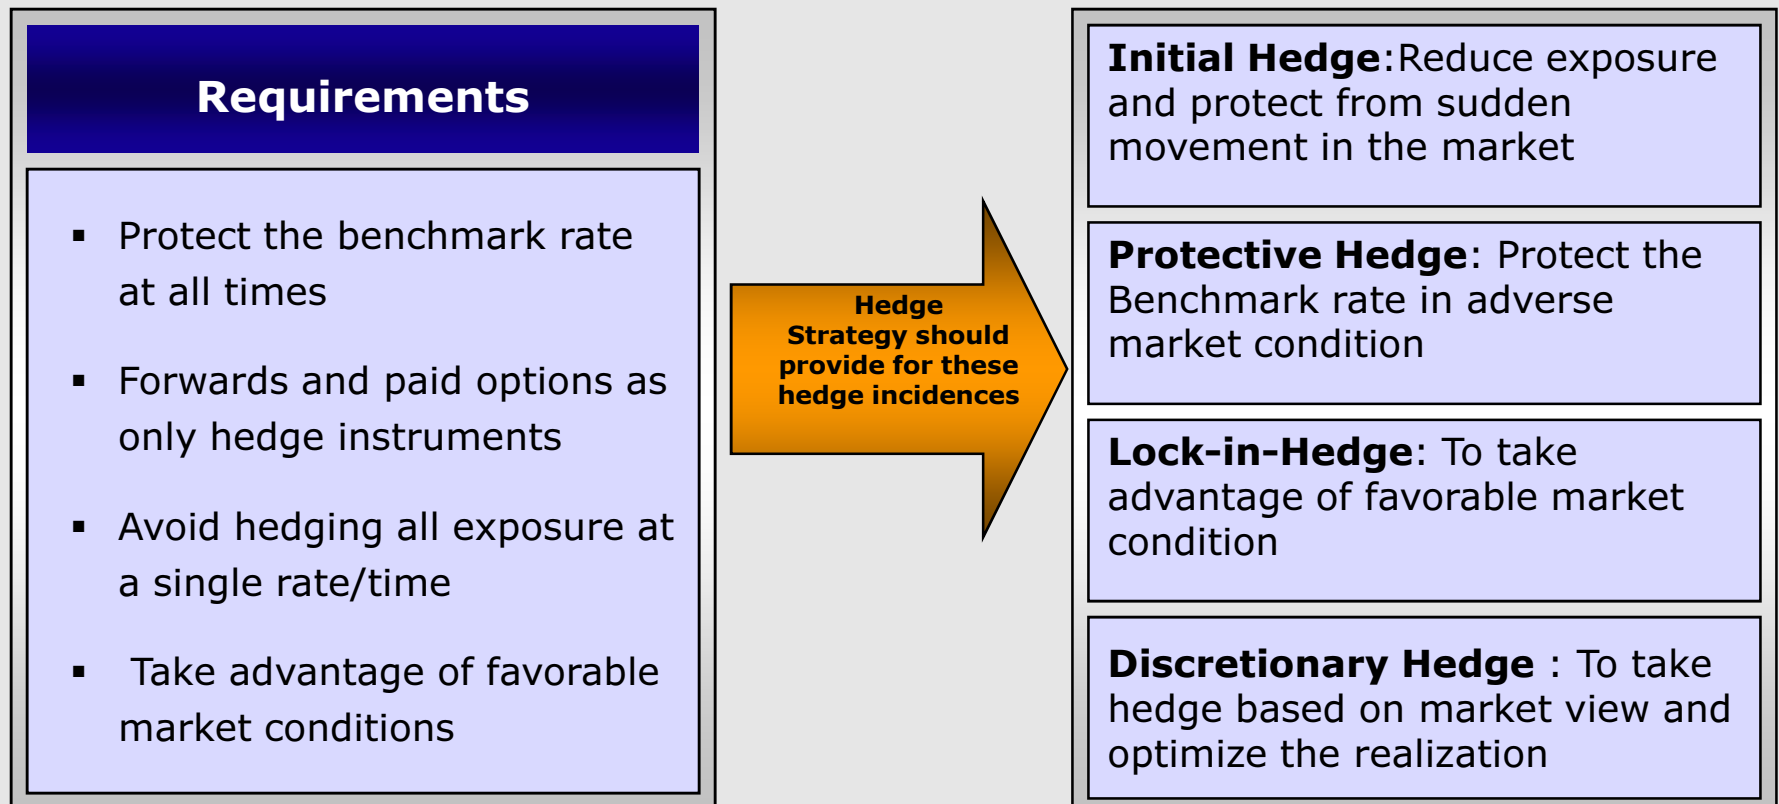 Requirements
▪ Protect the benchmark rate
at all times
▪ Forwards and paid options as
only hedge instruments
▪ Avoid hedging all exposure at
a single rate/time
▪ Take advantage of favorable
market conditions
Hedge
Strategy should
provide for these
hedge incidences
Initial Hedge:Reduce exposure
and protect from sudden
movement in the market
Protective Hedge: Protect the
Benchmark rate in adverse
market condition
Lock-in-Hedge: To take
advantage of favorable market
condition
Discretionary Hedge : To take
hedge based on market view and
optimize the realization